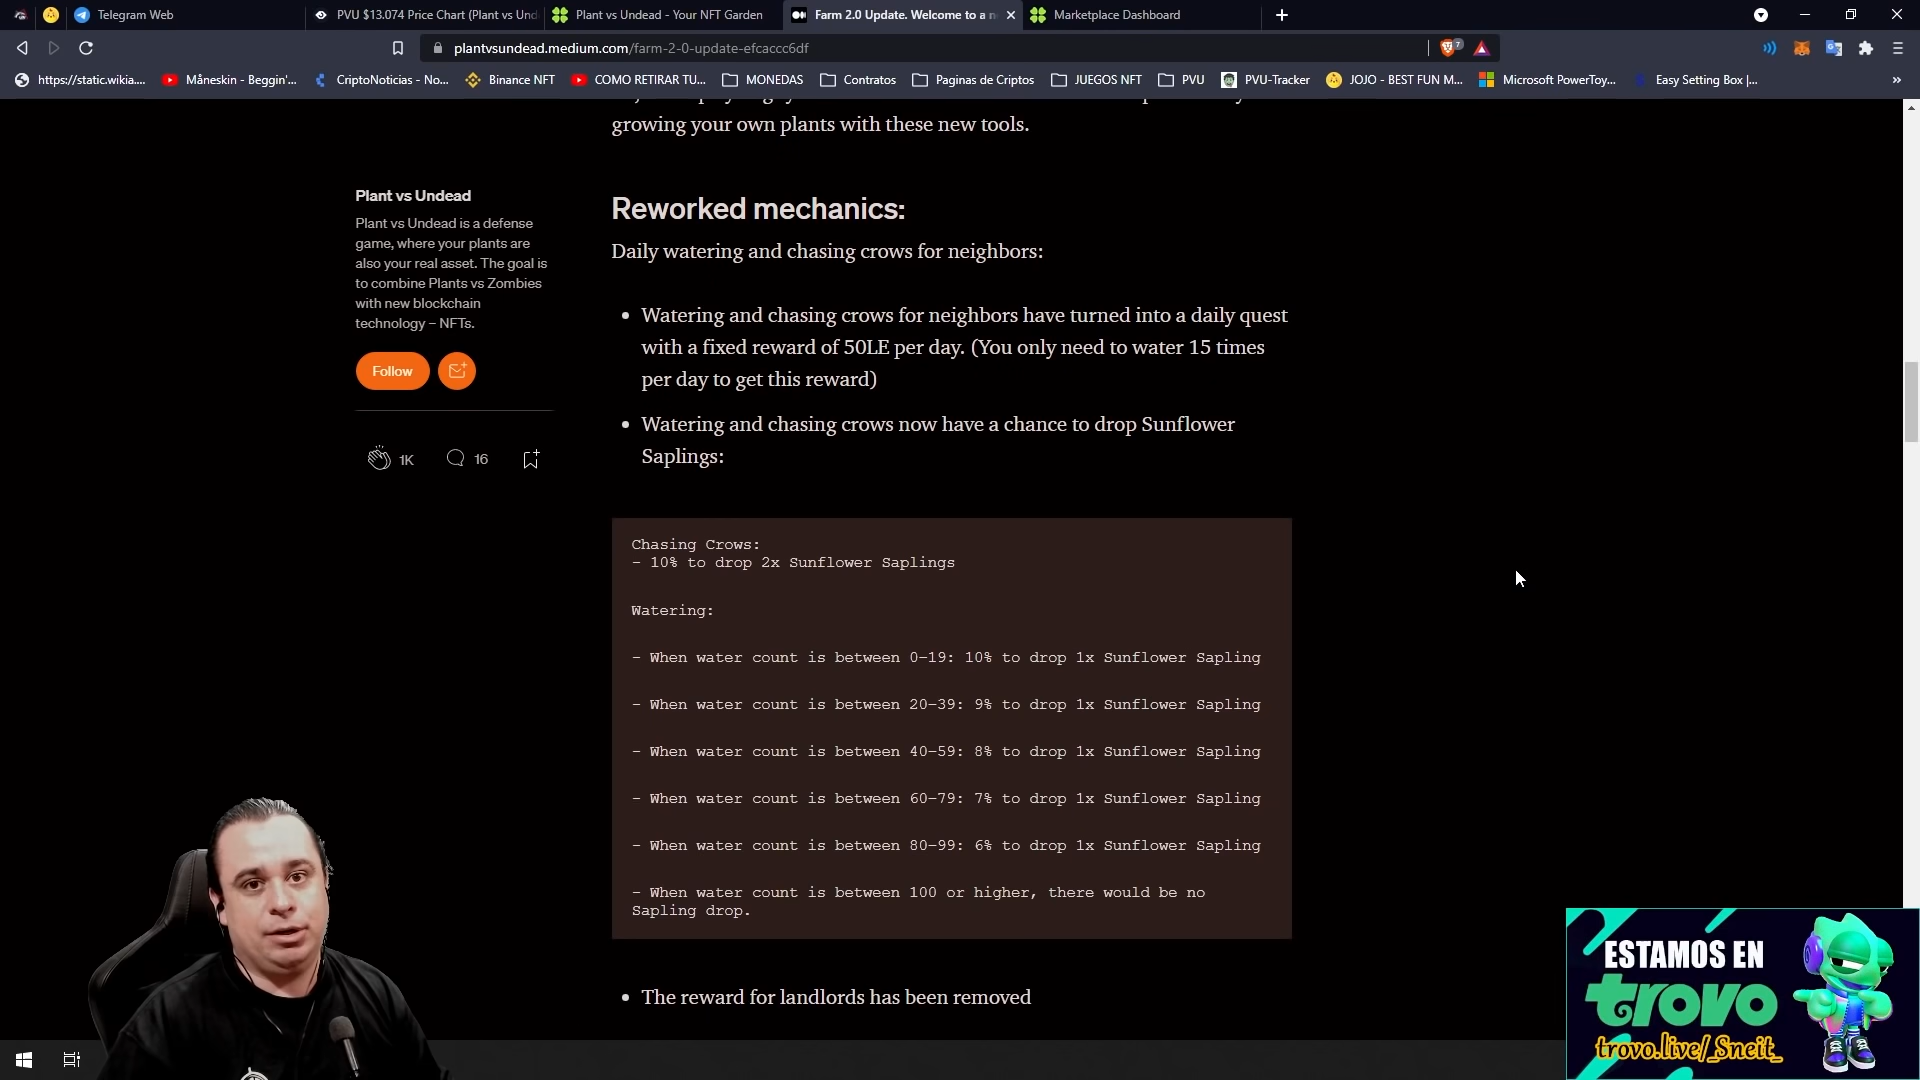 Telegram Web
PVU $13.074 Price Chart (Plant vs Und
Plant vs Undead - Your NFT Garden
Farm 2.0 Update. Welcome to a n
Marketplace Dashboard
plantvsundead.medium.com/farm-2-0-update-efcaccc6df
7
https://static.wikia....
Måneskin - Beggin'...
CriptoNoticias - No...
Binance NFT
COMO RETIRAR TU...
MONEDAS
Contratos
Paginas de Criptos
JUEGOS NFT
PVU
PVU-Tracker
JOJO - BEST FUN M...
Microsoft PowerToy...
Easy Setting Box |...
growing your own plants with these new tools.
Plant vs Undead
Plant vs Undead is a defense
game, where your plants are
also your real asset. The goal is
to combine Plants vs Zombies
with new blockchain
technology – NFTs.
Follow
1K
16
Reworked mechanics:
Daily watering and chasing crows for neighbors:
• Watering and chasing crows for neighbors have turned into a daily quest
with a fixed reward of 50LE per day. (You only need to water 15 times
per day to get this reward)
• Watering and chasing crows now have a chance to drop Sunflower
Saplings:
Chasing Crows:
- 10% to drop 2x Sunflower Saplings
Watering:
- When water count is between 0–19: 10% to drop 1x Sunflower Sapling
- When water count is between 20–39: 9% to drop 1x Sunflower Sapling
- When water count is between 40–59: 8% to drop 1x Sunflower Sapling
- When water count is between 60–79: 7% to drop 1x Sunflower Sapling
- When water count is between 80–99: 6% to drop 1x Sunflower Sapling
- When water count is between 100 or higher, there would be no
Sapling drop.
• The reward for landlords has been removed
ESTAMOS EN
trovo
trovo.live/_Sneit_